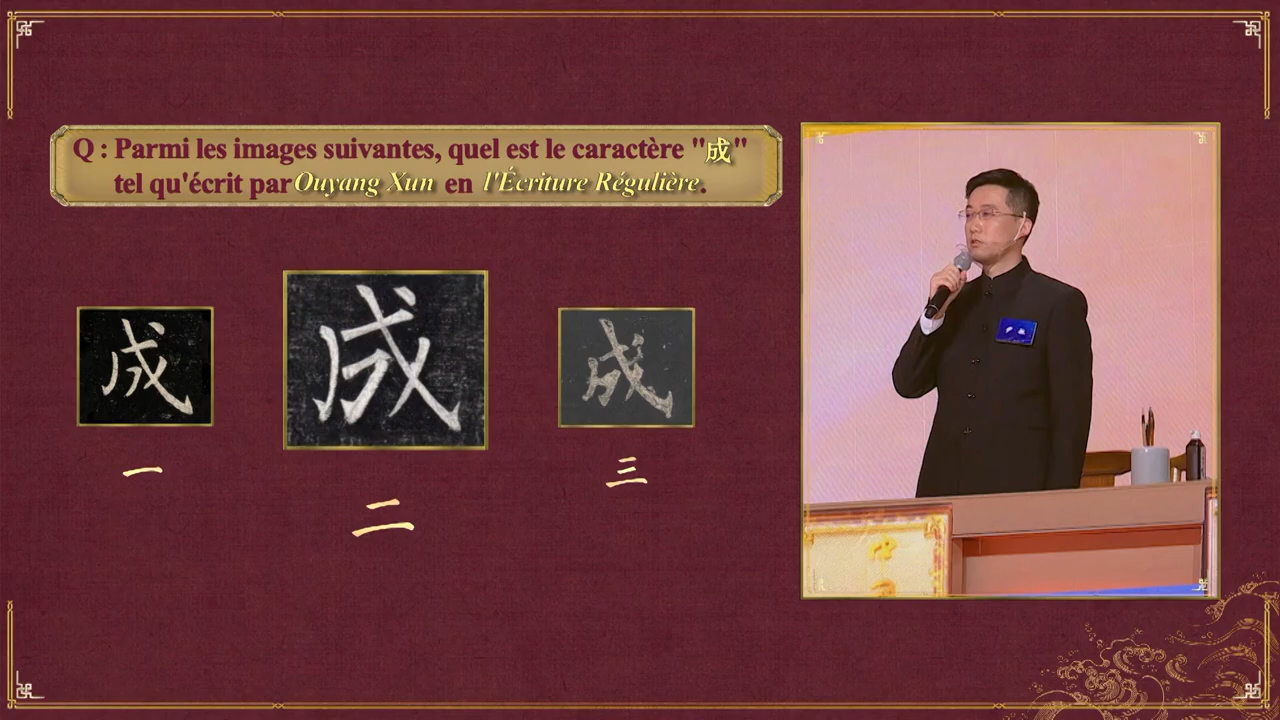 Q : Parmi les images suivantes, quel est le caractère "成"
tel qu'écrit par Ouyang Xun en l'Écriture Régulière.
成
成
成
一
二
三